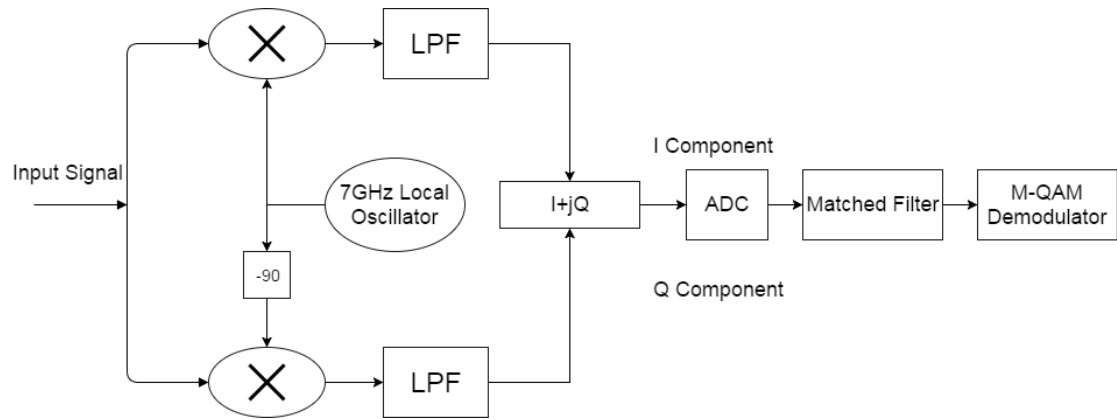 LPF
Input Signal
7GHz Local
Oscillator
-90
LPF
I+jQ
I Component
Q Component
ADC
Matched Filter
M-QAM
Demodulator